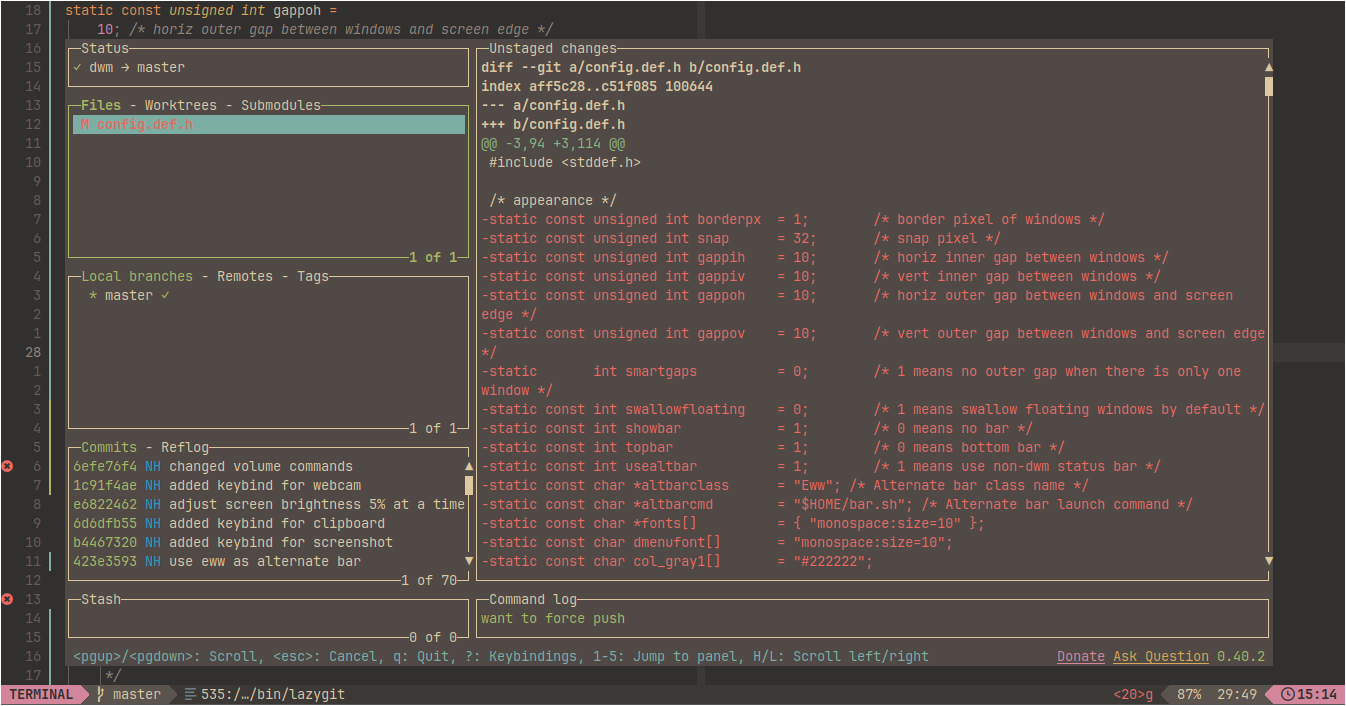 18 static const unsigned int gappoh =
17 10; /* horiz outer gap between windows and screen edge */
16
15
14
13
12
11
10
9
8
7
6
5
4
3
2
1
28
1
2
3
4
5
6
7
8
9
10
11
12
13
14
15
16
17 */
Status
✓ dwm → master
Files - Worktrees - Submodules
M config.def.h
1 of 1
Local branches - Remotes - Tags
* master ✓
1 of 1
Commits - Reflog
6efe76f4 NH changed volume commands
1c91f4ae NH added keybind for webcam
e6822462 NH adjust screen brightness 5% at a time
6d6dfb55 NH added keybind for clipboard
b4467320 NH added keybind for screenshot
423e3593 NH use eww as alternate bar
1 of 70
Stash
0 of 0
Unstaged changes
diff --git a/config.def.h b/config.def.h
index aff5c28..c51f085 100644
--- a/config.def.h
+++ b/config.def.h
@@ -3,94 +3,114 @@
#include <stddef.h>
/* appearance */
-static const unsigned int borderpx = 1; /* border pixel of windows */
-static const unsigned int snap = 32; /* snap pixel */
-static const unsigned int gappih = 10; /* horiz inner gap between windows */
-static const unsigned int gappiv = 10; /* vert inner gap between windows */
-static const unsigned int gappoh = 10; /* horiz outer gap between windows and screen
edge */
-static const unsigned int gappov = 10; /* vert outer gap between windows and screen edge
*/
-static int smartgaps = 0; /* 1 means no outer gap when there is only one
window */
-static const int swallowfloating = 0; /* 1 means swallow floating windows by default */
-static const int showbar = 1; /* 0 means no bar */
-static const int topbar = 1; /* 0 means bottom bar */
-static const int usealtbar = 1; /* 1 means use non-dwm status bar */
-static const char *altbarclass = "Eww"; /* Alternate bar class name */
-static const char *altbarcmd = "$HOME/bar.sh"; /* Alternate bar launch command */
-static const char *fonts[] = { "monospace:size=10" };
-static const char dmenufont[] = "monospace:size=10";
-static const char col_gray1[] = "#222222";
Command log
want to force push
<pgup>/<pgdown>: Scroll, <esc>: Cancel, q: Quit, ?: Keybindings, 1-5: Jump to panel, H/L: Scroll left/right
Donate Ask Question 0.40.2
TERMINAL master 535:/…/bin/lazygit <20>g 87% 29:49 15:14